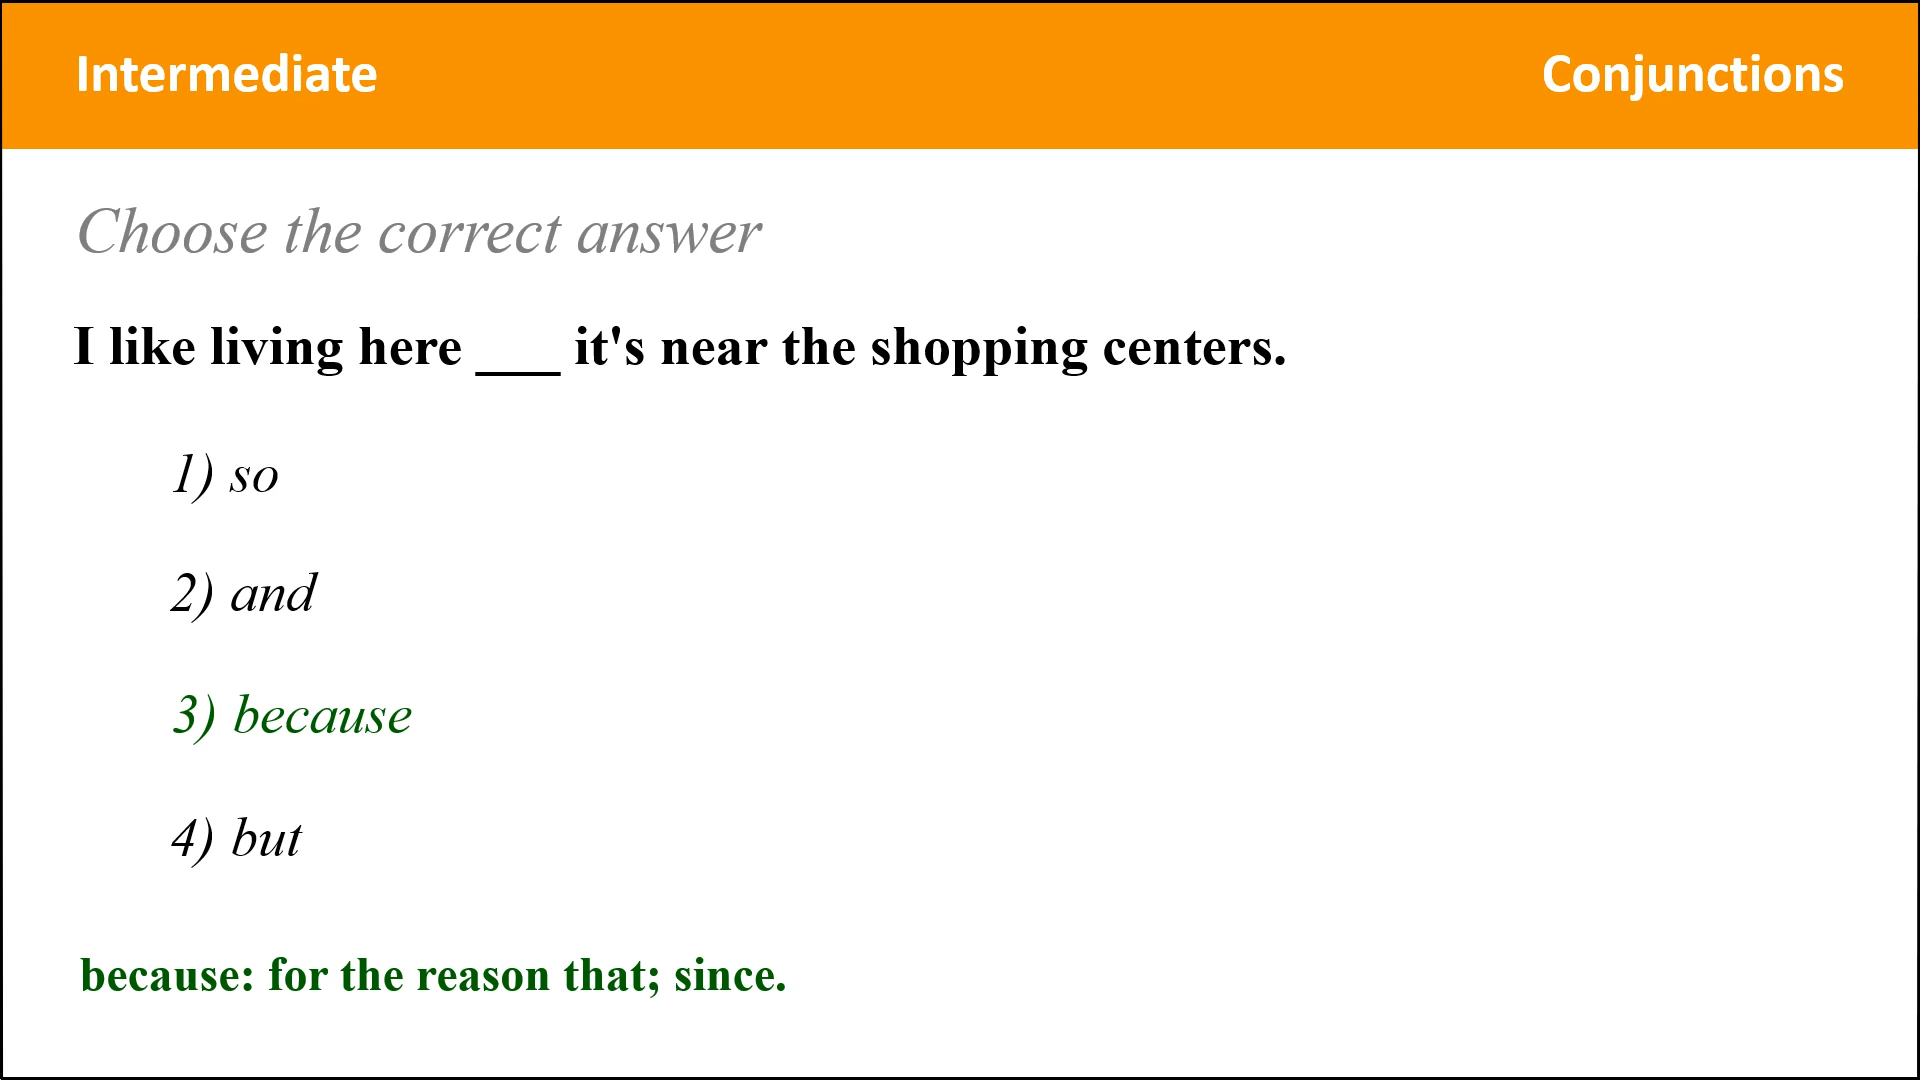 Intermediate Conjunctions
Choose the correct answer
I like living here ___ it's near the shopping centers.
1) so
2) and
3) because
4) but
because: for the reason that; since.